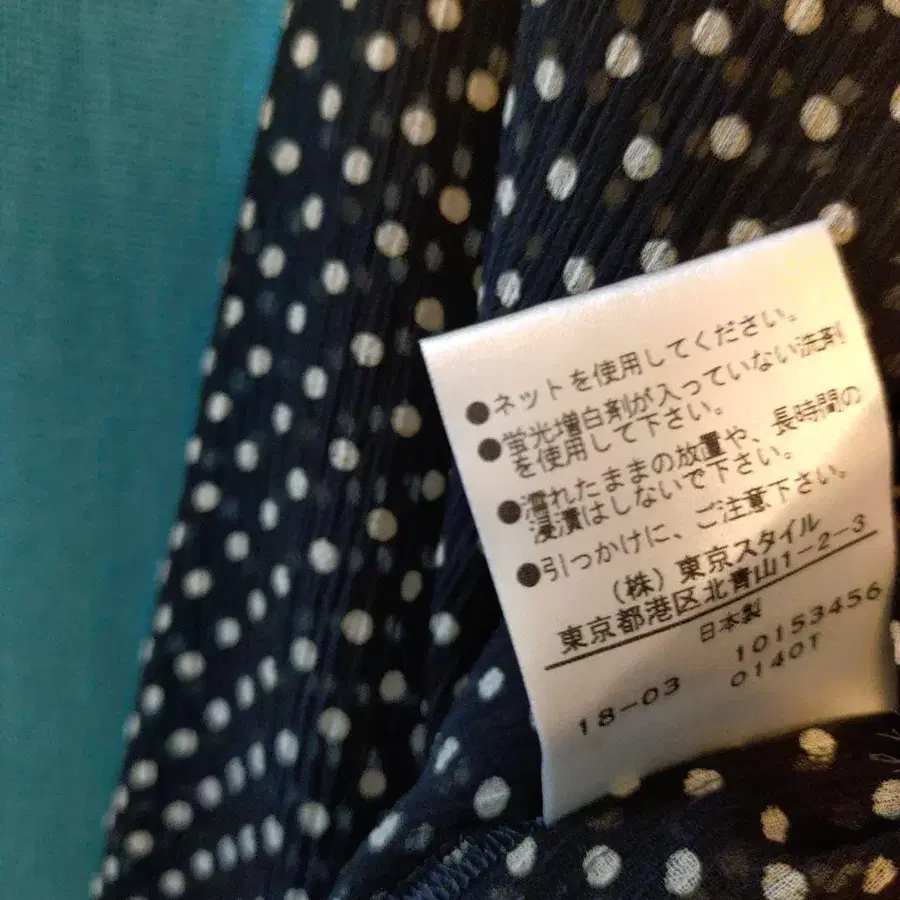 ●ネットを使用してください。
●蛍光増白剤が入っていない洗剤
を使用して下さい。
●濡れたままの放置や、長時間の
浸漬はしないで下さい。
●引っかけに、ご注意下さい。
(株)東京スタイル
東京都港区北青山1-2-3
日本製
18-03 10153456
0140T